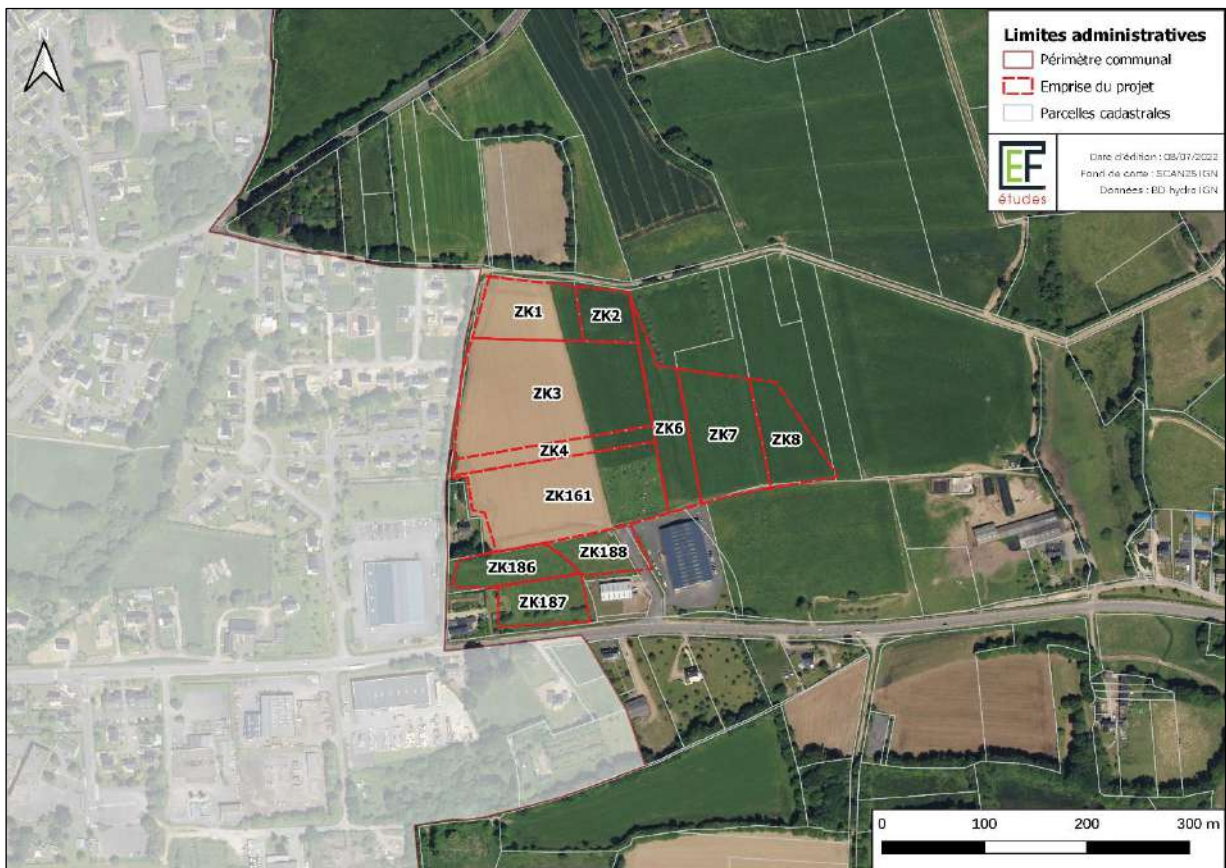 N
Limites administratives
Périmètre communal
Emprise du projet
Parcelles cadastrales
CEF
études
Date d'édition : 08/07/2022
Fond de carte : SCAN25 IGN
Données : BD hydro IGN
ZK1
ZK2
ZK3
ZK6
ZK7
ZK8
ZK4
ZK161
ZK188
ZK186
ZK187
0 100 200 300 m